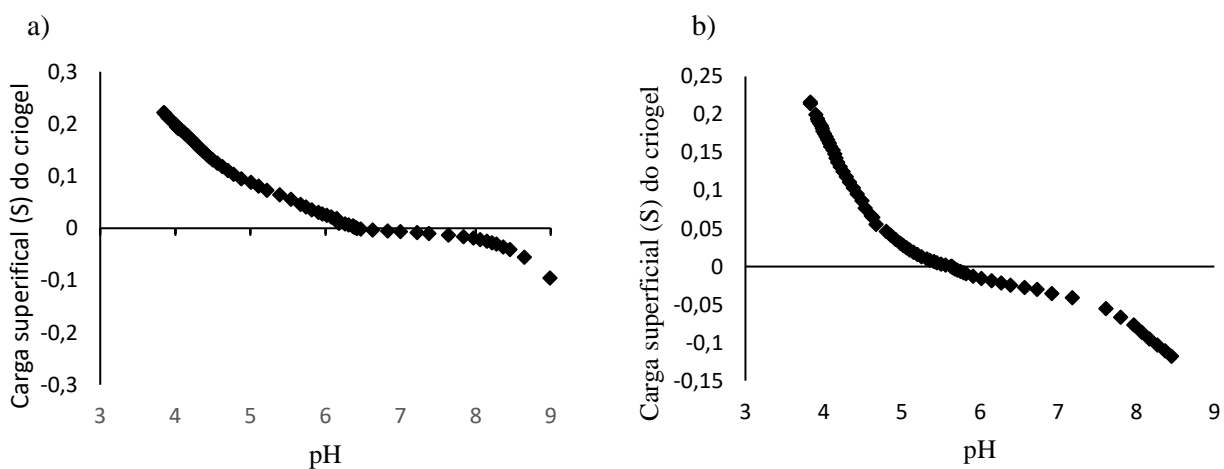 a)
Carga superifical (S) do criogel
0,3
0,2
0,1
0
-0,1
-0,2
-0,3
3 4 5 6 7 8 9
pH
b)
Carga superficial (S) do criogel
0,25
0,2
0,15
0,1
0,05
0
-0,05
-0,1
-0,15
3 4 5 6 7 8 9
pH